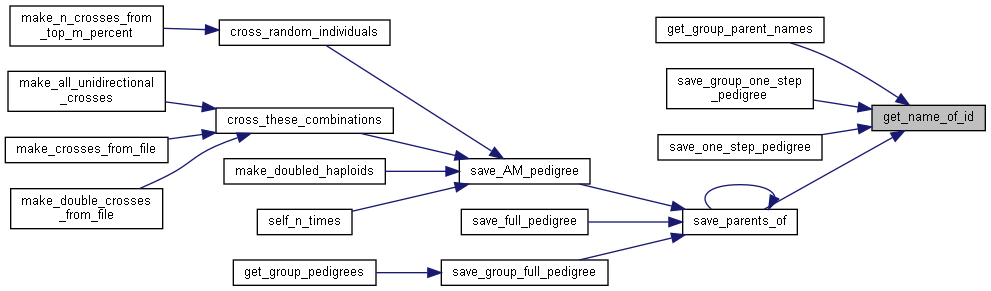 make_n_crosses_from
_top_m_percent
cross_random_individuals
get_group_parent_names
make_all_unidirectional
_crosses
save_group_one_step
_pedigree
cross_these_combinations
get_name_of_id
make_crosses_from_file
save_one_step_pedigree
make_doubled_haploids
save_AM_pedigree
make_double_crosses
_from_file
self_n_times
save_full_pedigree
save_parents_of
get_group_pedigrees
save_group_full_pedigree